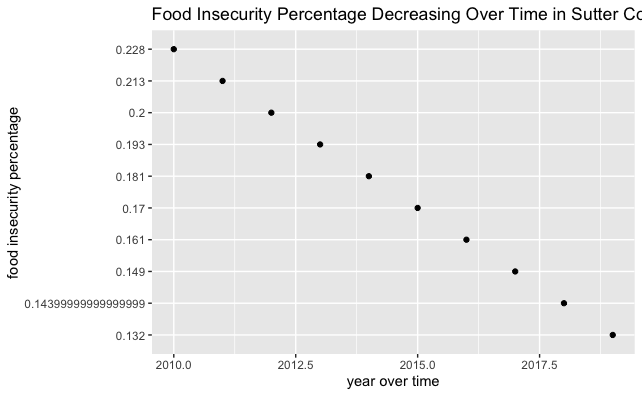 Food Insecurity Percentage Decreasing Over Time in Sutter Co
0.228
0.213
0.2
0.193
0.181
0.17
0.161
0.149
0.14399999999999999
0.132
food insecurity percentage
2010.0 2012.5 2015.0 2017.5
year over time